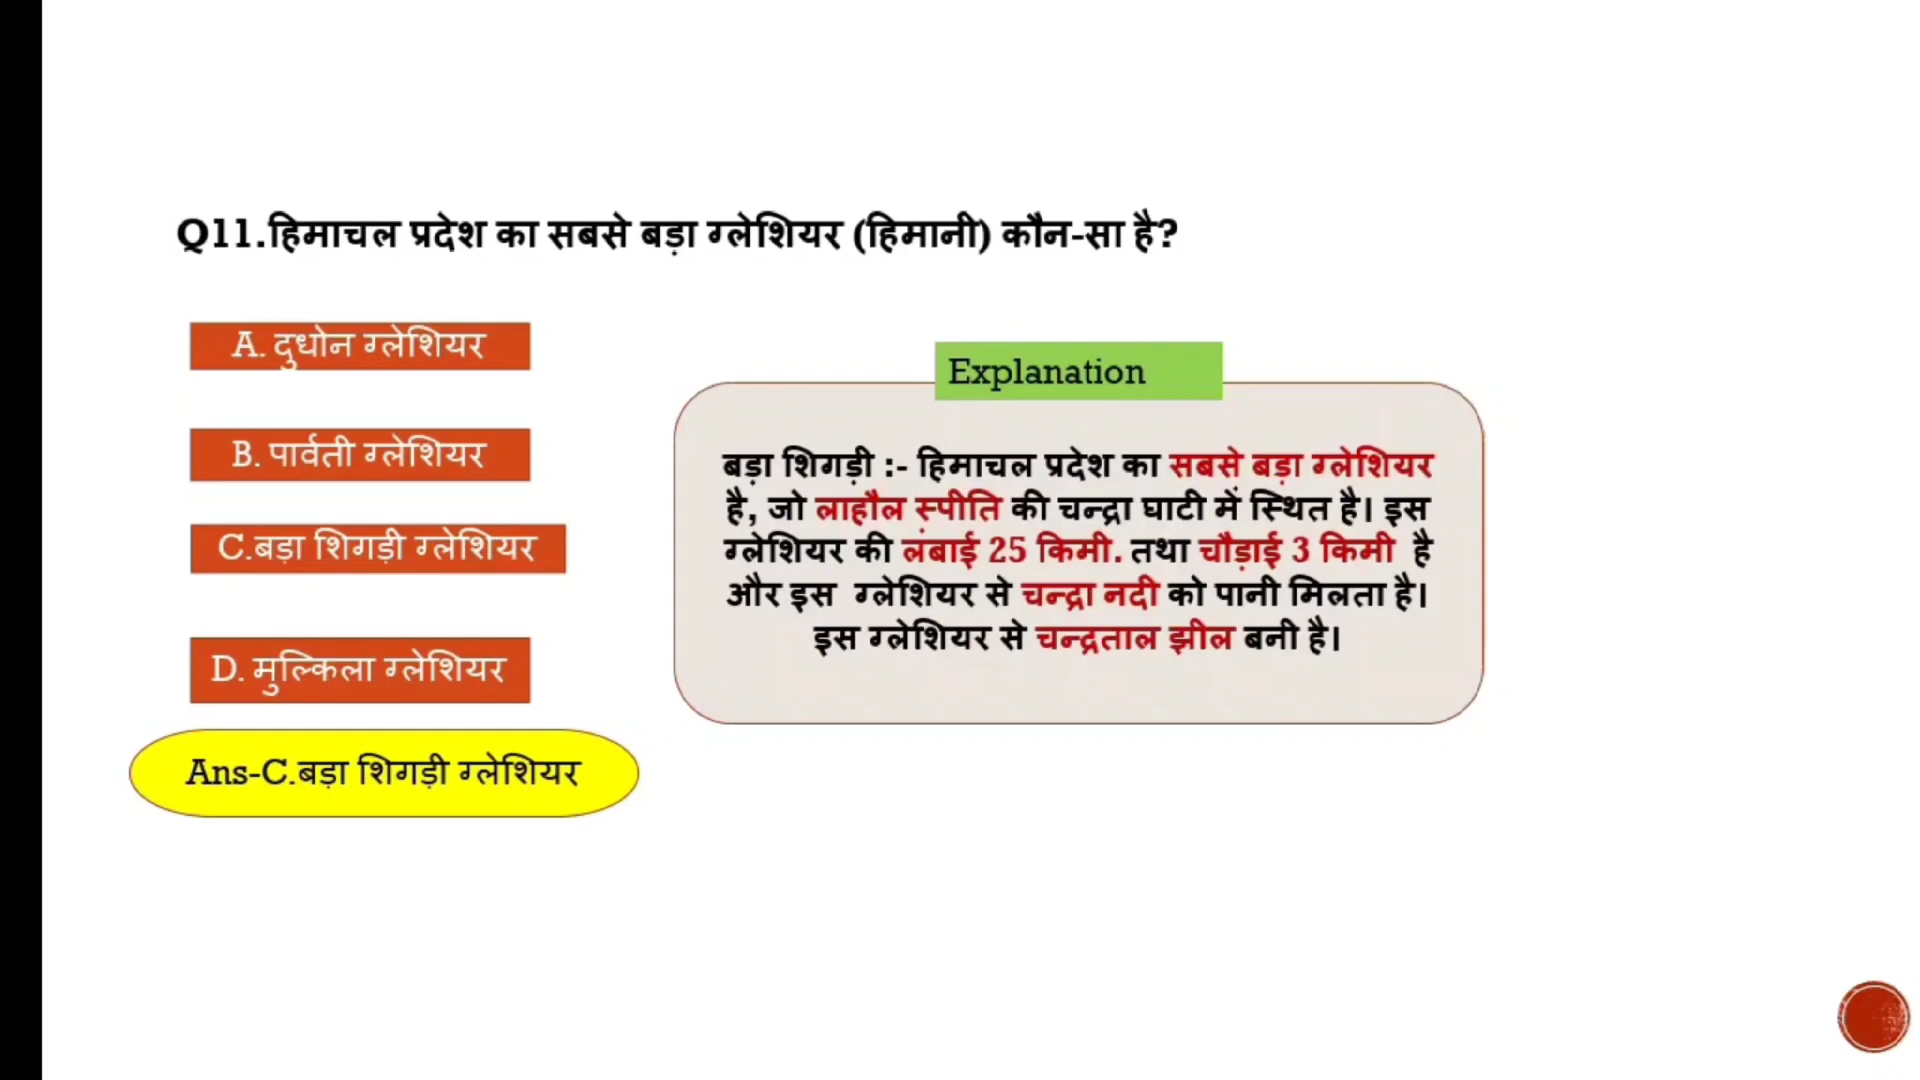 Q11.हिमाचल प्रदेश का सबसे बड़ा ग्लेशियर (हिमानी) कौन-सा है?
A. दुधोन ग्लेशियर
B. पार्वती ग्लेशियर
C.बड़ा शिगड़ी ग्लेशियर
D. मुल्किला ग्लेशियर
Ans-C.बड़ा शिगड़ी ग्लेशियर
Explanation
बड़ा शिगड़ी :- हिमाचल प्रदेश का सबसे बड़ा ग्लेशियर
है, जो लाहौल स्पीति की चन्द्रा घाटी में स्थित है। इस
ग्लेशियर की लंबाई 25 किमी. तथा चौड़ाई 3 किमी है
और इस ग्लेशियर से चन्द्रा नदी को पानी मिलता है।
इस ग्लेशियर से चन्द्रताल झील बनी है।